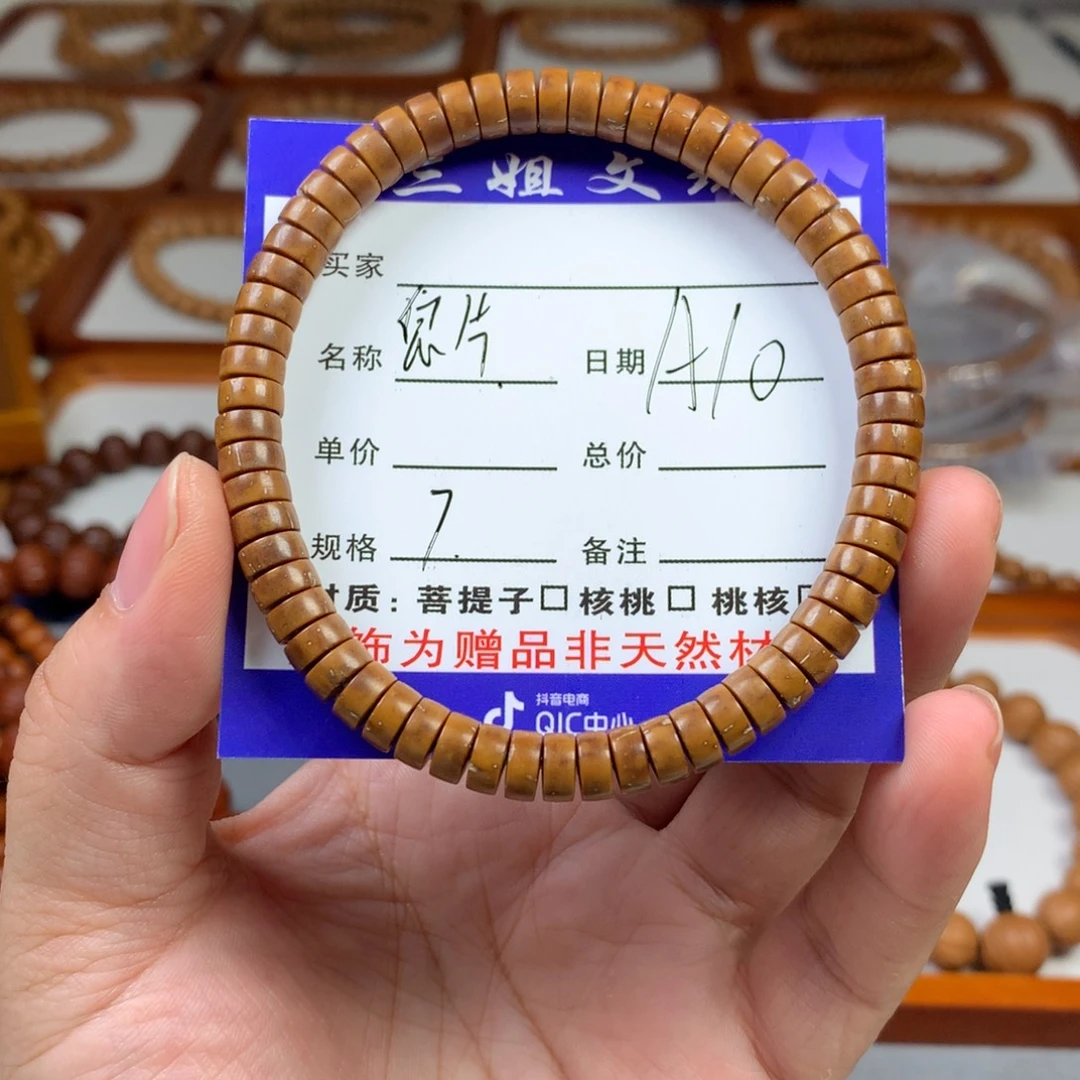 三姐文
买家
名称 片 日期 A10
单价 总价
规格 7. 备注
材质：菩提子□ 核桃□ 桃核
饰为赠品非天然材
抖音电商
QIC中心